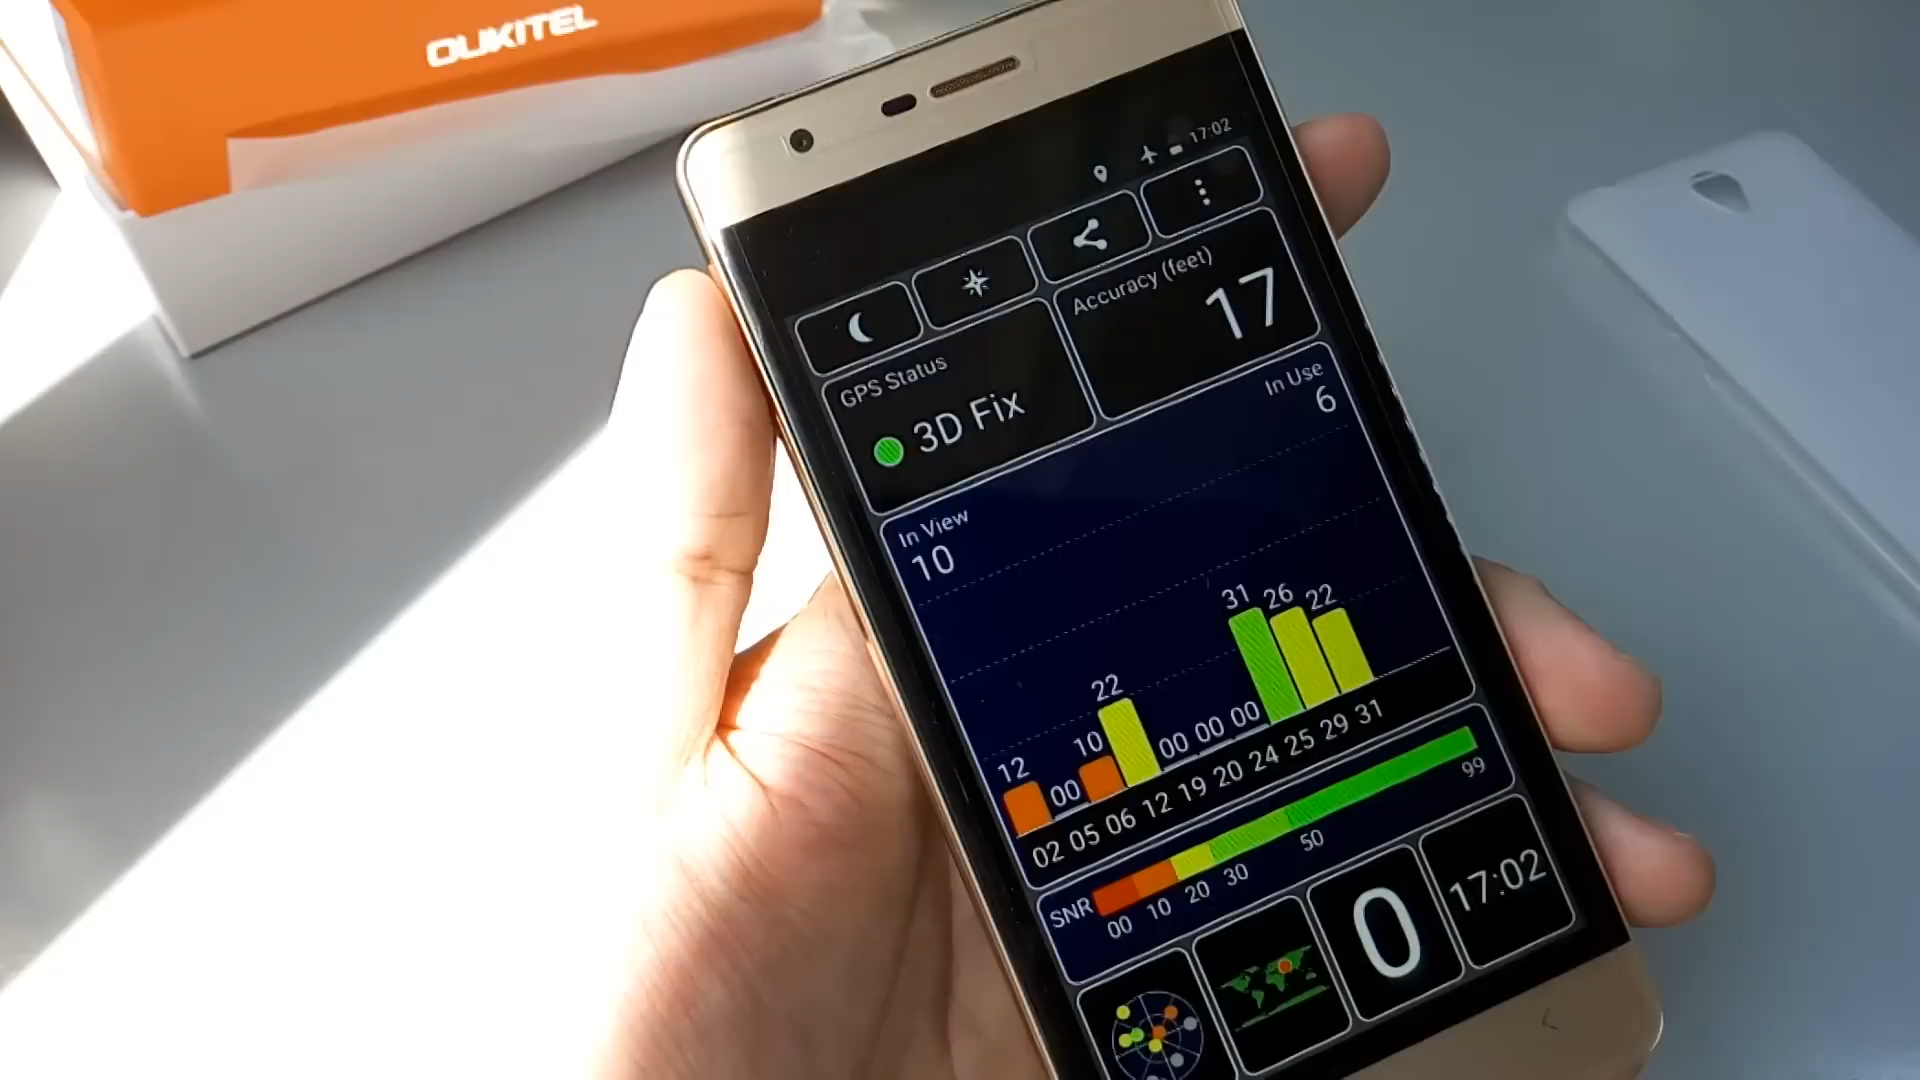 OUKITEL
17:02
GPS Status
3D Fix
Accuracy (feet)
17
In View
10
In Use
6
12 00 10 22 00 00 00 31 26 22
02 05 06 12 19 20 24 25 29 31
SNR
00 10 20 30 50 99
0
17:02